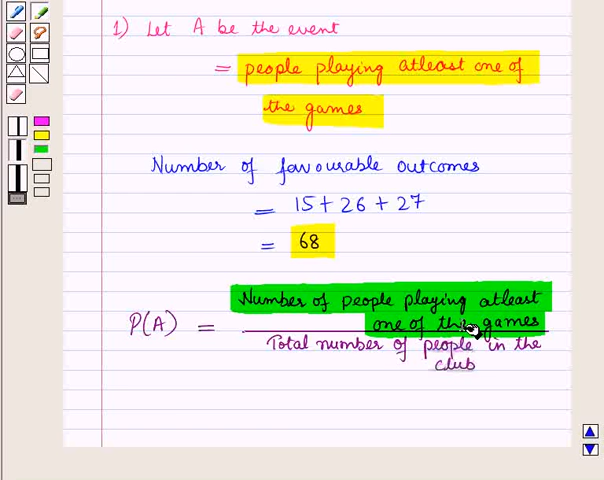 1) Let A be the event
= people playing atleast one of
the games
Number of favourable outcomes
= 15 + 26 + 27
= 68
P(A) = Number of people playing atleast
one of the games
Total number of people in the
club